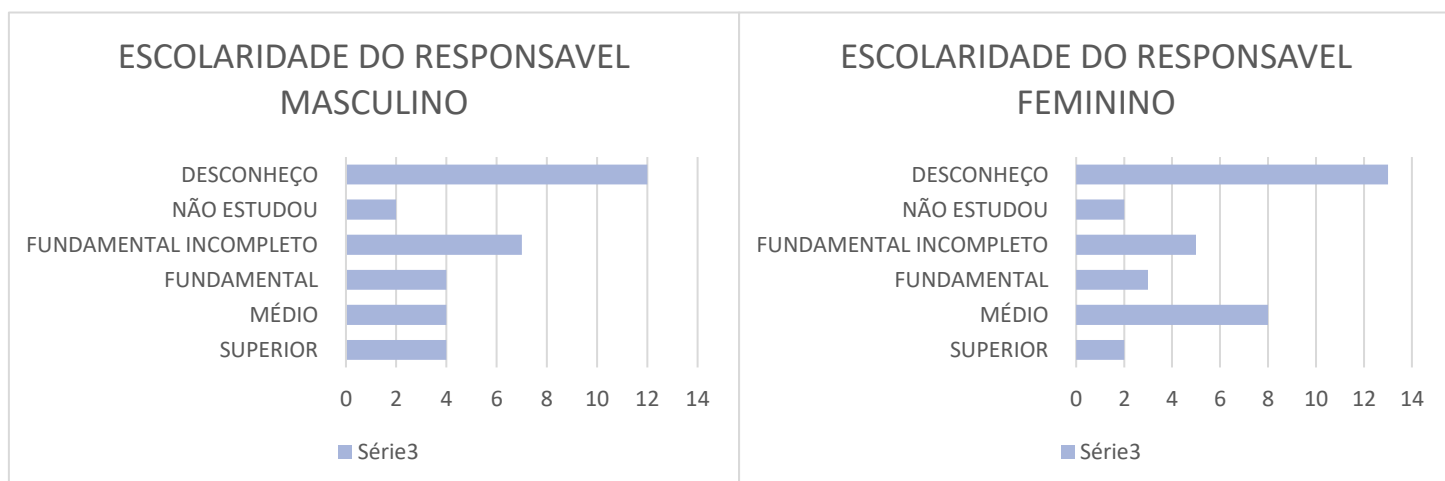 ESCOLARIDADE DO RESPONSAVEL
MASCULINO
DESCONHEÇO
NÃO ESTUDOU
FUNDAMENTAL INCOMPLETO
FUNDAMENTAL
MÉDIO
SUPERIOR
0 2 4 6 8 10 12 14
Série3
ESCOLARIDADE DO RESPONSAVEL
FEMININO
DESCONHEÇO
NÃO ESTUDOU
FUNDAMENTAL INCOMPLETO
FUNDAMENTAL
MÉDIO
SUPERIOR
0 2 4 6 8 10 12 14
Série3